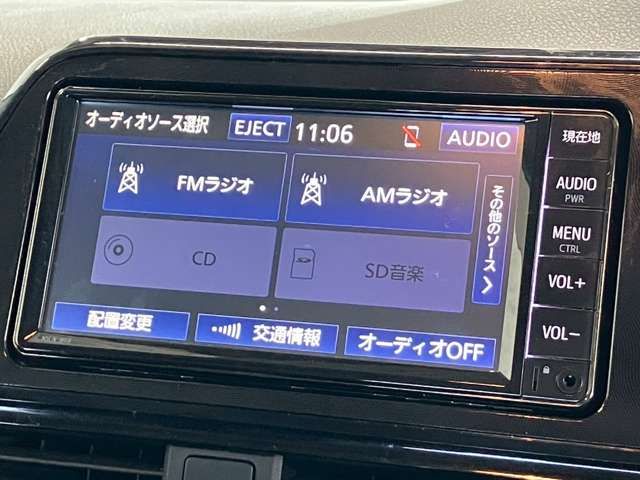 オーディオソース選択 EJECT 11:06 AUDIO
FMラジオ AMラジオ
CD SD音楽
その他のソース
配置変更 交通情報 オーディオOFF
現在地
AUDIO
PWR
MENU
CTRL
VOL+
VOL-